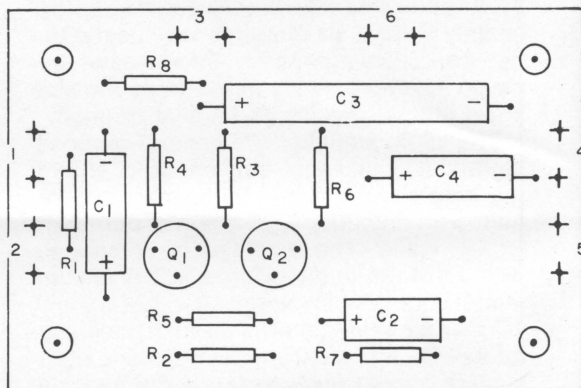 3 6
R8
+ C3 −
1 4
R4 R3 R6
− C1 +
+ C4 −
2 5
R1
Q1 Q2
R5
+ C2 −
R2 R7